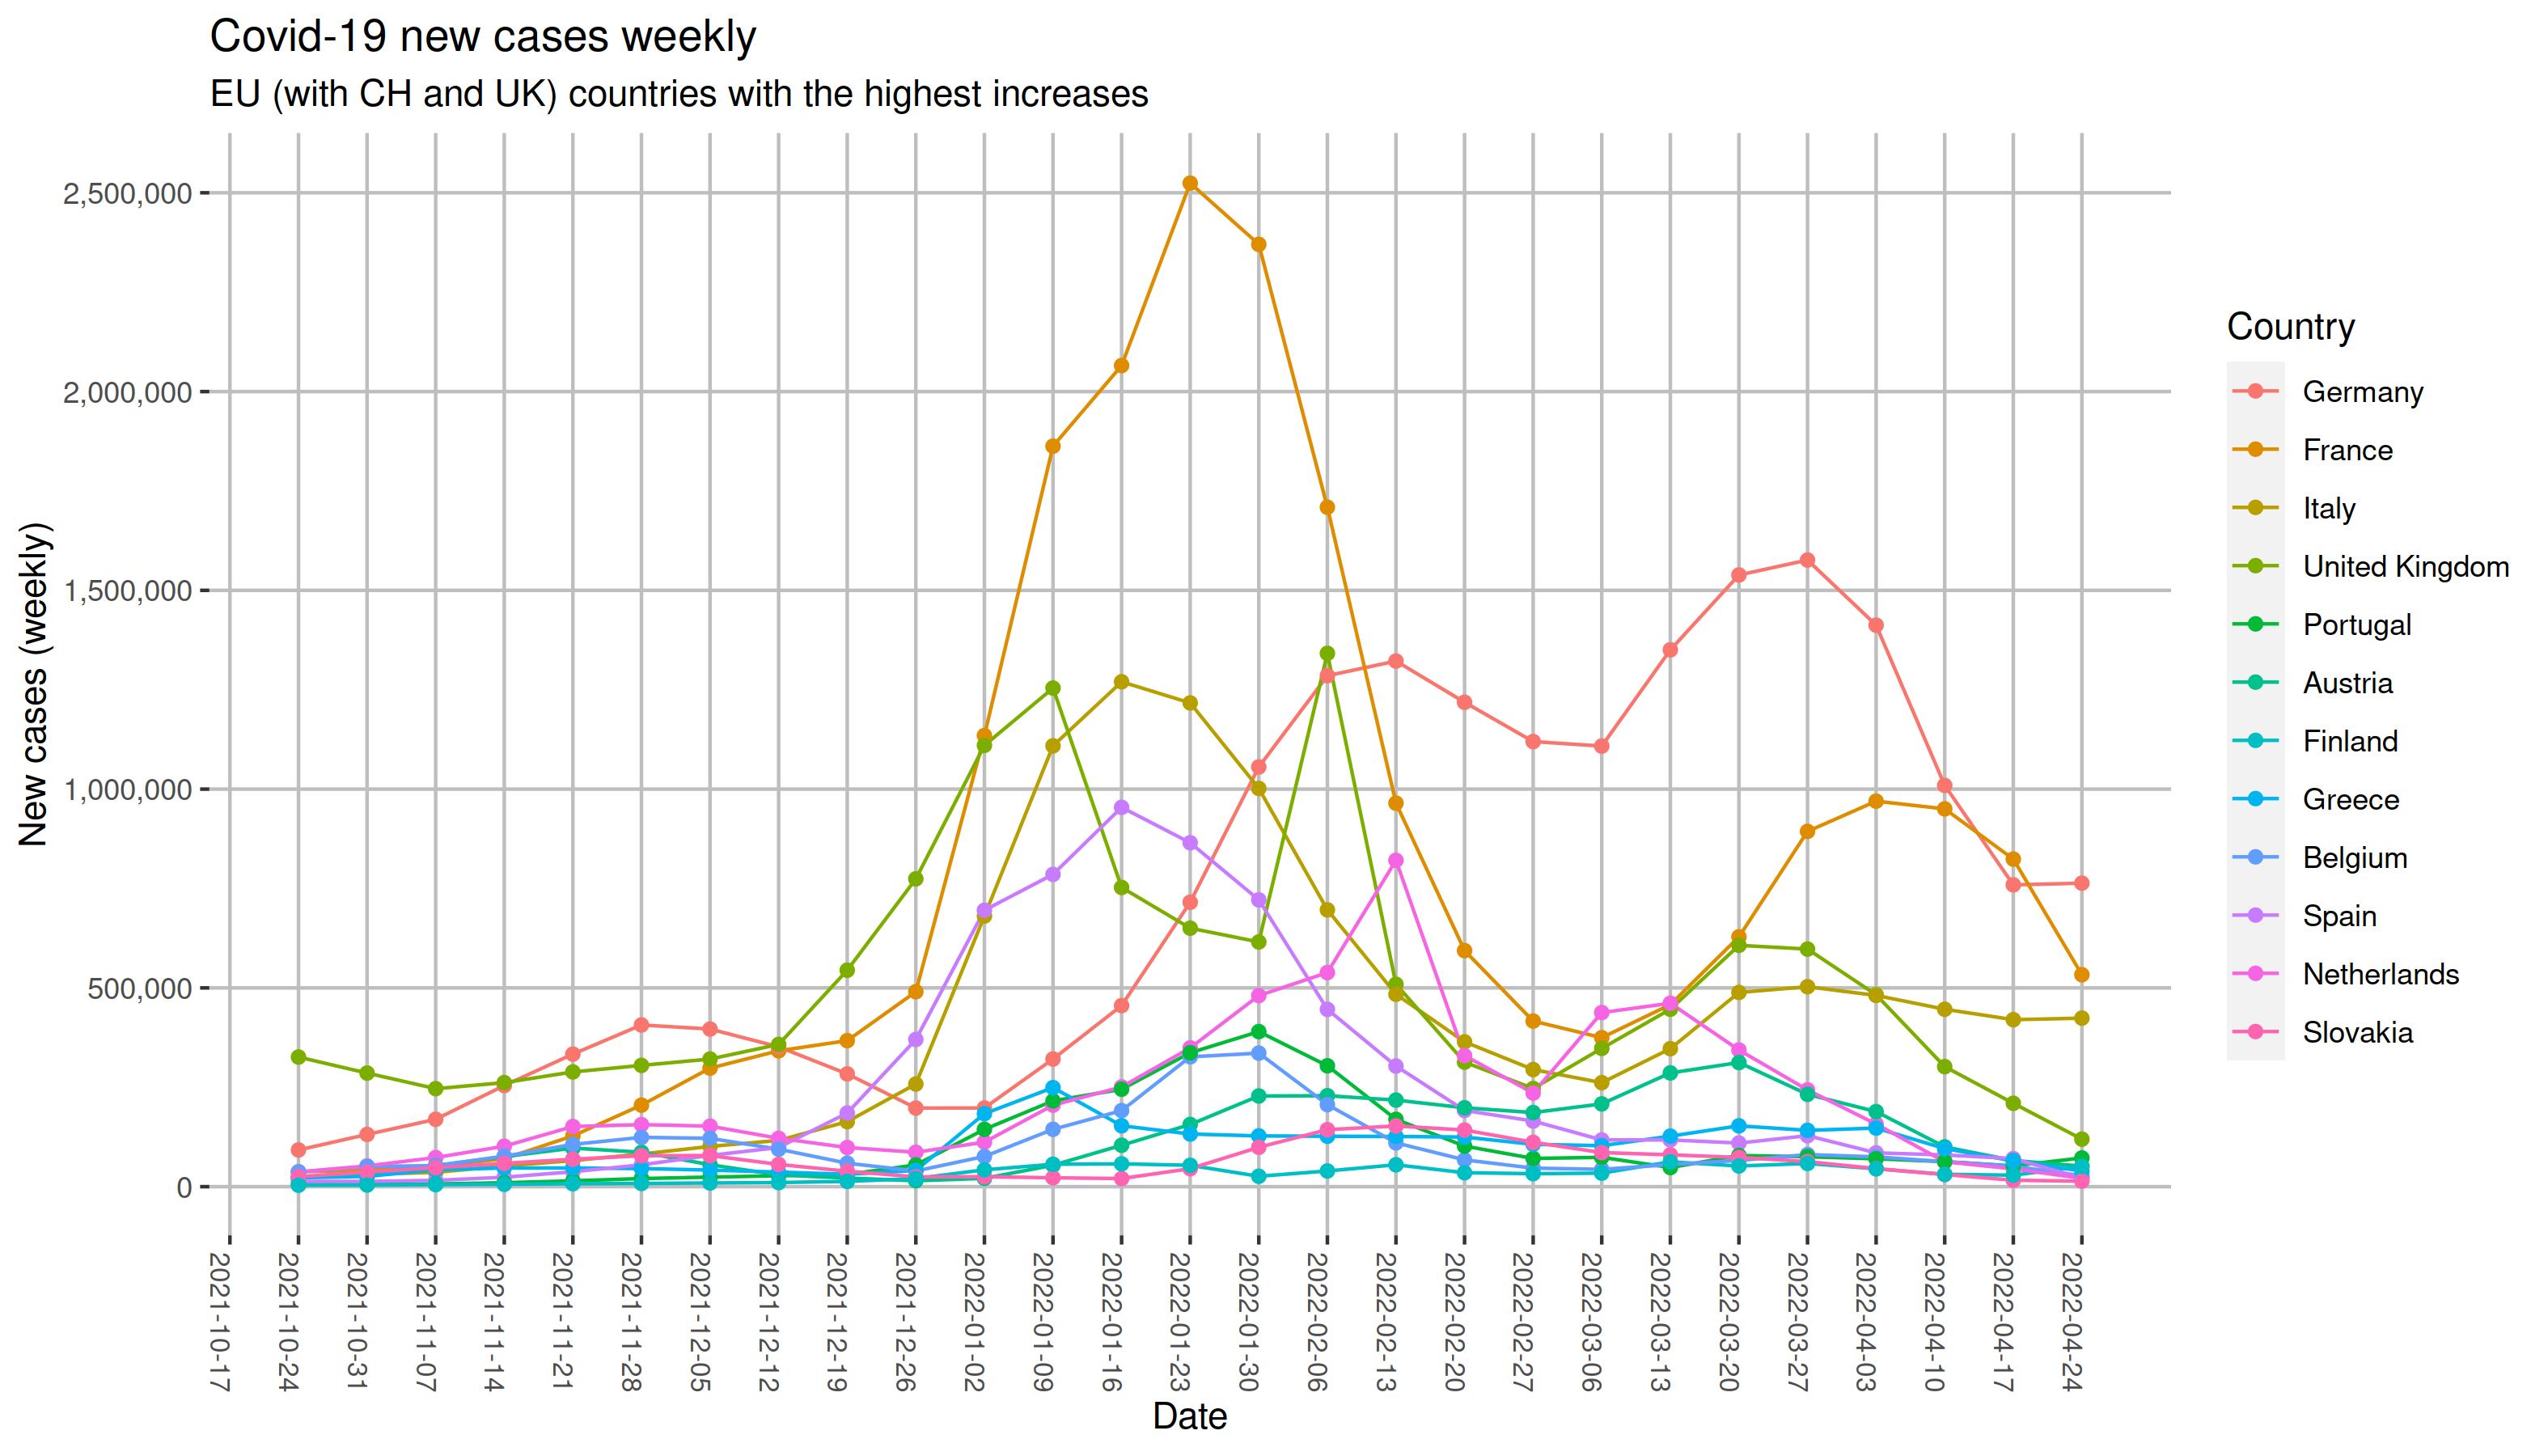 Covid-19 new cases weekly
EU (with CH and UK) countries with the highest increases
New cases (weekly)
2,500,000
2,000,000
1,500,000
1,000,000
500,000
0
2021-10-17
2021-10-24
2021-10-31
2021-11-07
2021-11-14
2021-11-21
2021-11-28
2021-12-05
2021-12-12
2021-12-19
2021-12-26
2022-01-02
2022-01-09
2022-01-16
2022-01-23
2022-01-30
2022-02-06
2022-02-13
2022-02-20
2022-02-27
2022-03-06
2022-03-13
2022-03-20
2022-03-27
2022-04-03
2022-04-10
2022-04-17
2022-04-24
Date
Country
Germany
France
Italy
United Kingdom
Portugal
Austria
Finland
Greece
Belgium
Spain
Netherlands
Slovakia